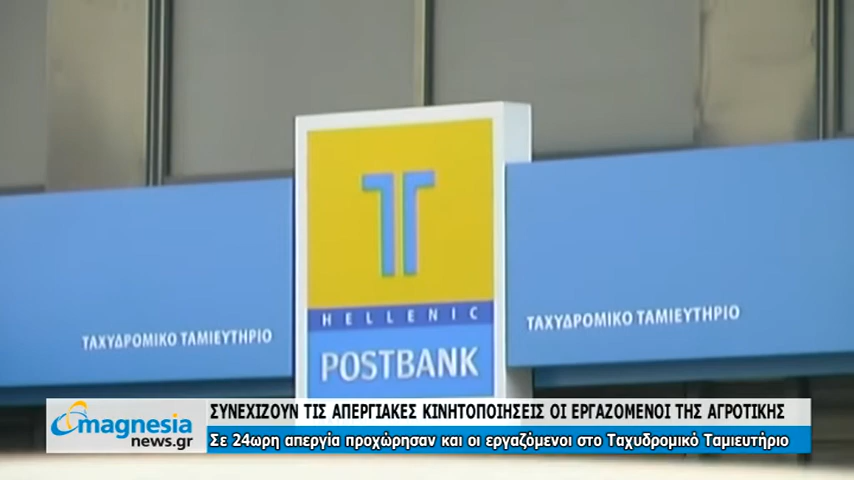 HELLENIC
POSTBANK
ΤΑΧΥΔΡΟΜΙΚΟ ΤΑΜΙΕΥΤΗΡΙΟ
ΤΑΧΥΔΡΟΜΙΚΟ ΤΑΜΙΕΥΤΗΡΙΟ
magnesia
news.gr
ΣΥΝΕΧΙΖΟΥΝ ΤΙΣ ΑΠΕΡΓΙΑΚΕΣ ΚΙΝΗΤΟΠΟΙΗΣΕΙΣ ΟΙ ΕΡΓΑΖΟΜΕΝΟΙ ΤΗΣ ΑΓΡΟΤΙΚΗΣ
Σε 24ωρη απεργία προχώρησαν και οι εργαζόμενοι στο Ταχυδρομικό Ταμιευτήριο